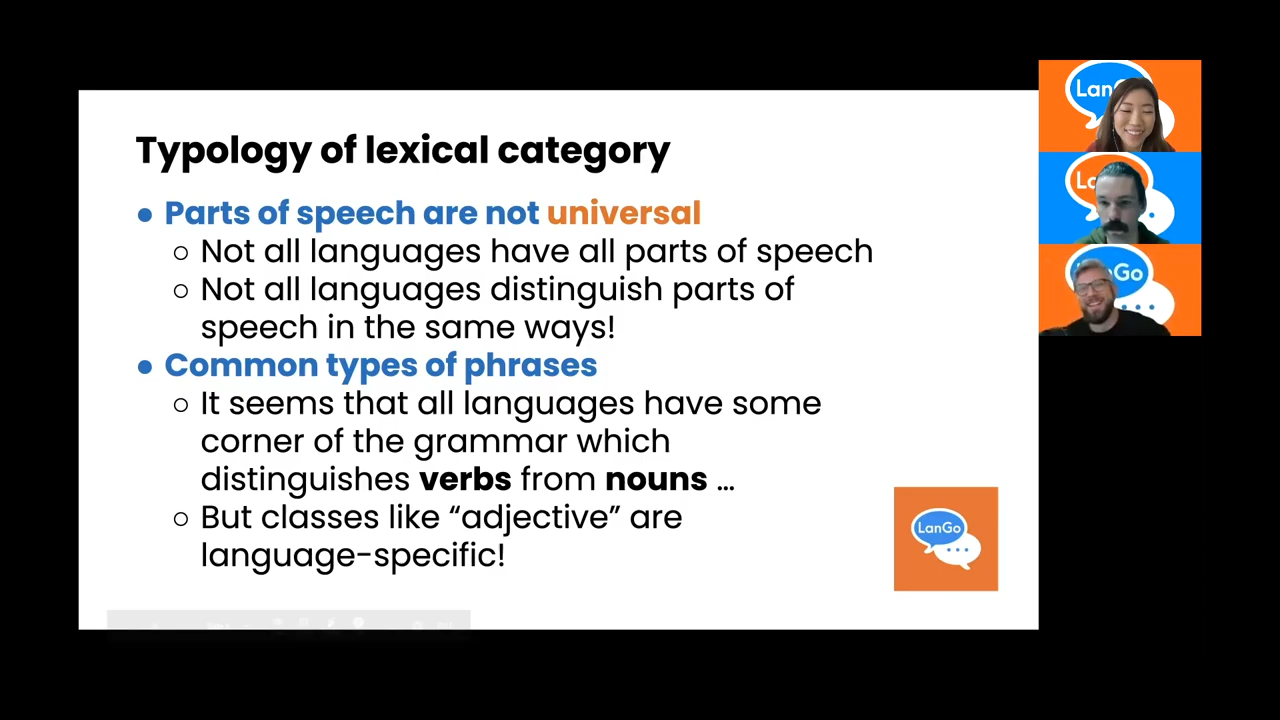 Typology of lexical category
● Parts of speech are not universal
○ Not all languages have all parts of speech
○ Not all languages distinguish parts of
speech in the same ways!
● Common types of phrases
○ It seems that all languages have some
corner of the grammar which
distinguishes verbs from nouns ...
○ But classes like “adjective” are
language-specific!
LanGo
LanG
La
Go